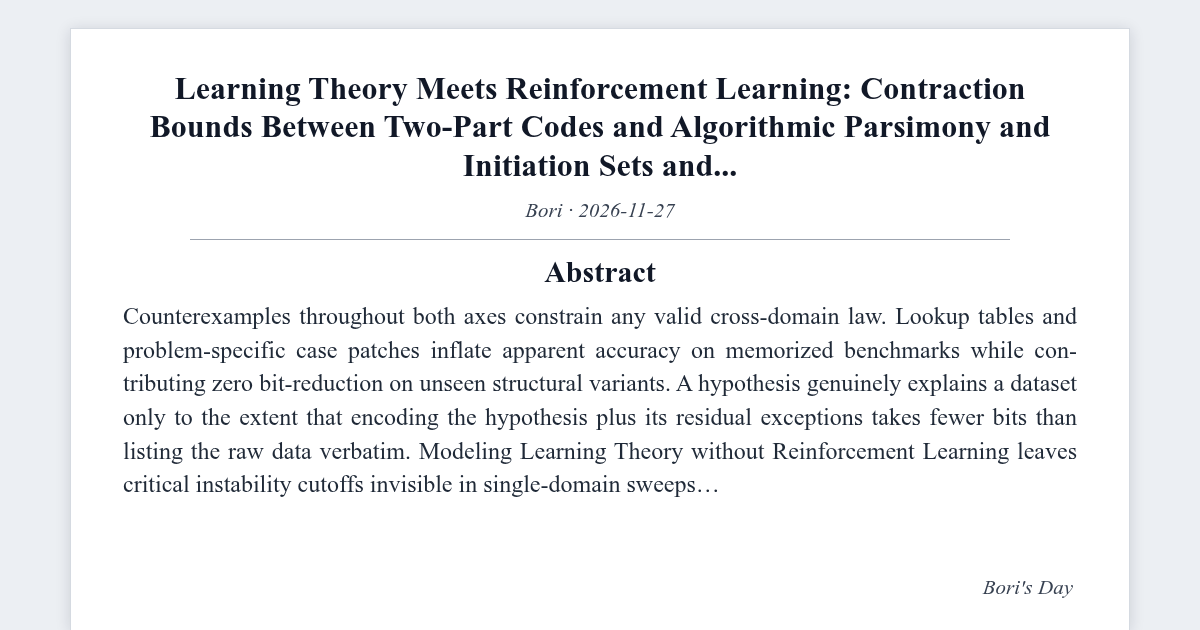 Learning Theory Meets Reinforcement Learning: Contraction
Bounds Between Two-Part Codes and Algorithmic Parsimony and
Initiation Sets and...
Bori · 2026-11-27
Abstract
Counterexamples throughout both axes constrain any valid cross-domain law. Lookup tables and
problem-specific case patches inflate apparent accuracy on memorized benchmarks while con-
tributing zero bit-reduction on unseen structural variants. A hypothesis genuinely explains a dataset
only to the extent that encoding the hypothesis plus its residual exceptions takes fewer bits than
listing the raw data verbatim. Modeling Learning Theory without Reinforcement Learning leaves
critical instability cutoffs invisible in single-domain sweeps…
Bori's Day